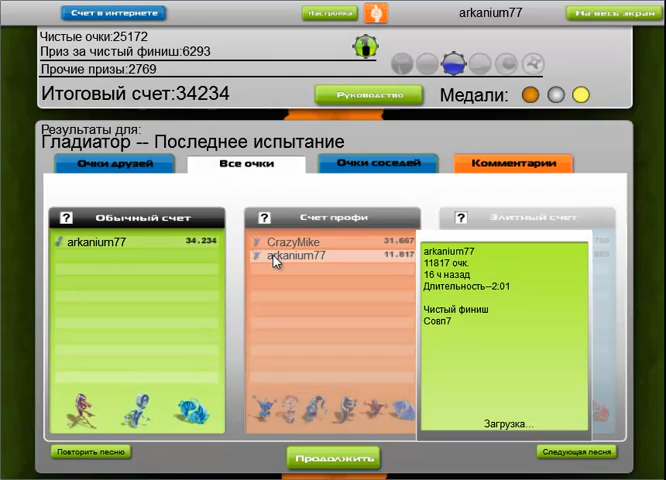 Счет в интернете
Настройка
arkanium77
На весь экран
Чистые очки:25172
Приз за чистый финиш:6293
Прочие призы:2769
Итоговый счет:34234
Руководство
Медали:
Результаты для:
Гладиатор -- Последнее испытание
Очки друзей
Все очки
Очки соседей
Комментарии
? Обычный счет
? Счет профи
? Элитный счет
arkanium77 34.234
CrazyMike 31.667
arkanium77 11.817
arkanium77
11817 очк.
16 ч назад
Длительность--2:01
Чистый финиш
Совп7
Загрузка...
Повторить песню
Продолжить
Следующая песня